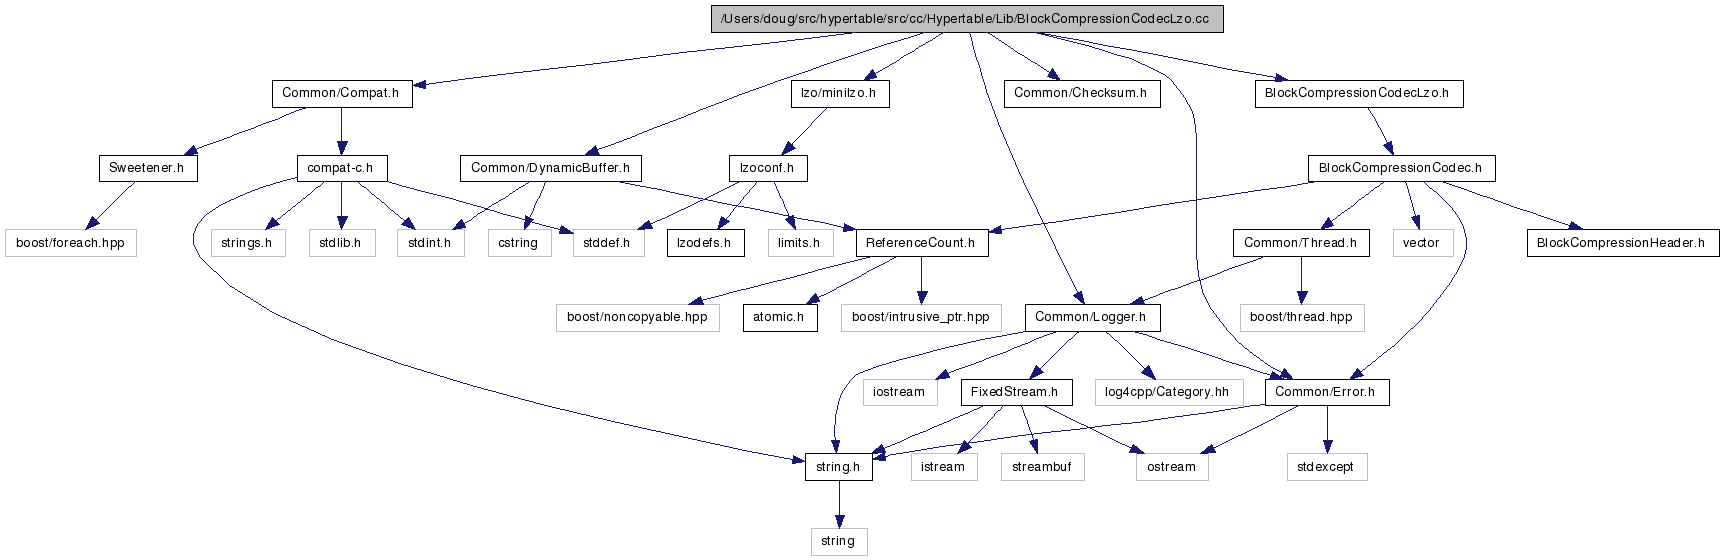 /Users/doug/src/hypertable/src/cc/Hypertable/Lib/BlockCompressionCodecLzo.cc
Common/Compat.h
lzo/minilzo.h
Common/Checksum.h
BlockCompressionCodecLzo.h
Sweetener.h
compat-c.h
Common/DynamicBuffer.h
lzoconf.h
BlockCompressionCodec.h
boost/foreach.hpp
strings.h
stdlib.h
stdint.h
cstring
stddef.h
lzodefs.h
limits.h
ReferenceCount.h
Common/Thread.h
vector
BlockCompressionHeader.h
boost/noncopyable.hpp
atomic.h
boost/intrusive_ptr.hpp
Common/Logger.h
boost/thread.hpp
iostream
FixedStream.h
log4cpp/Category.hh
Common/Error.h
string.h
istream
streambuf
ostream
stdexcept
string